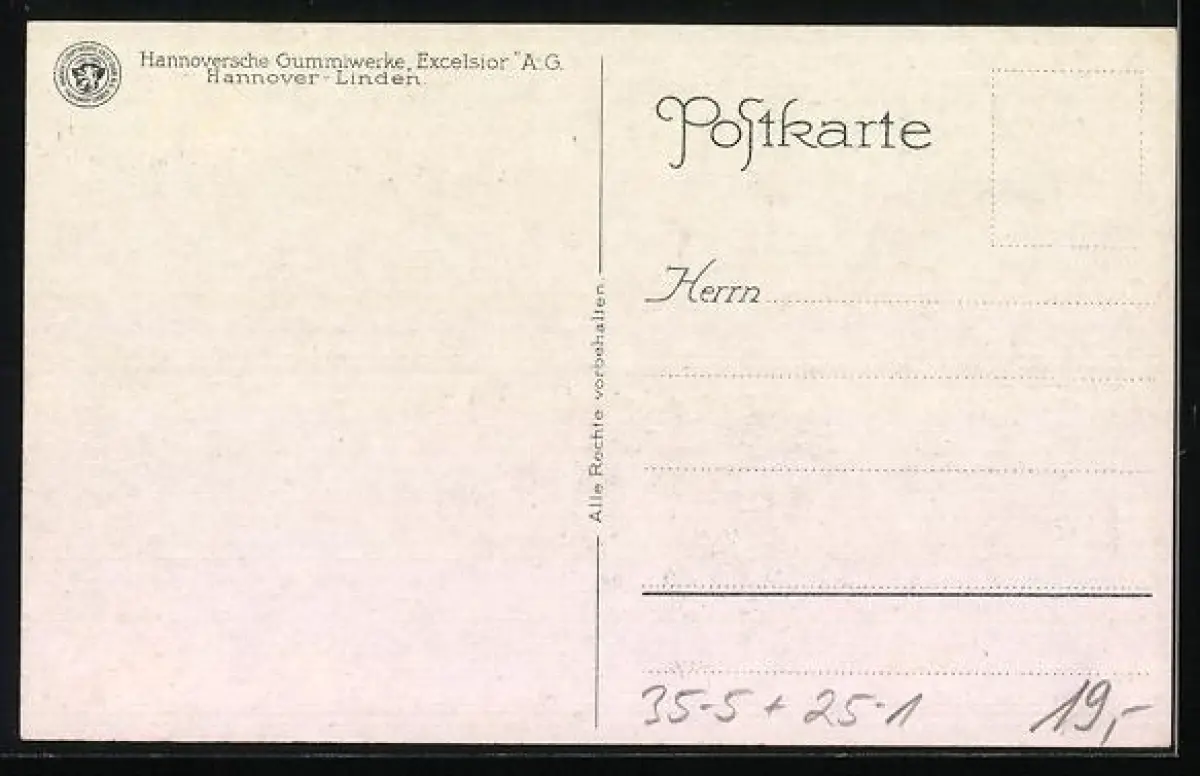 Hannoversche Gummiwerke „Excelsior" A.G.
Hannover-Linden.
Alle Rechte vorbehalten.
Poſtkarte
Herrn
35-5 + 25-1
19,-